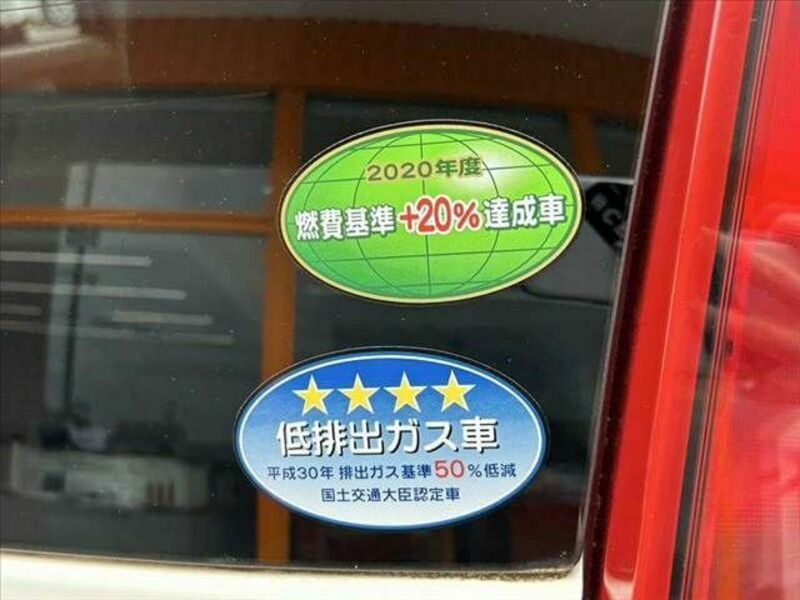 2020年度
燃費基準+20%達成車
低排出ガス車
平成30年 排出ガス基準50%低減
国土交通大臣認定車